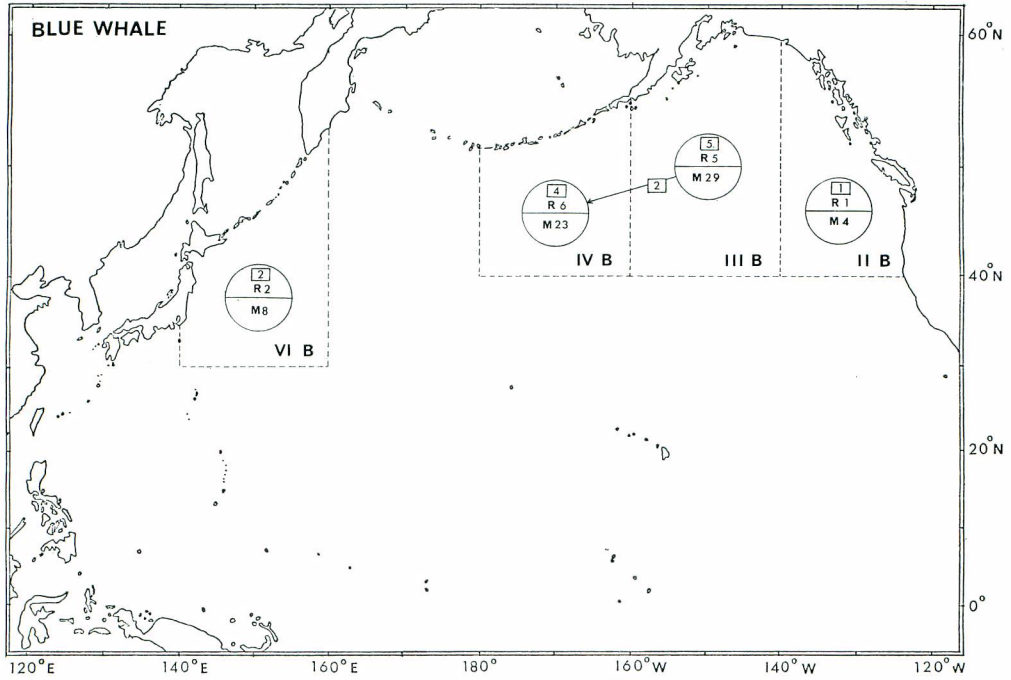 BLUE WHALE
60°N
5
R 5
M 29
2
4
R 6
M 23
1
R 1
M 4
IV B
III B
II B
40°N
2
R 2
M 8
VI B
20°N
0°
120°E
140°E
160°E
180°
160°W
140°W
120°W